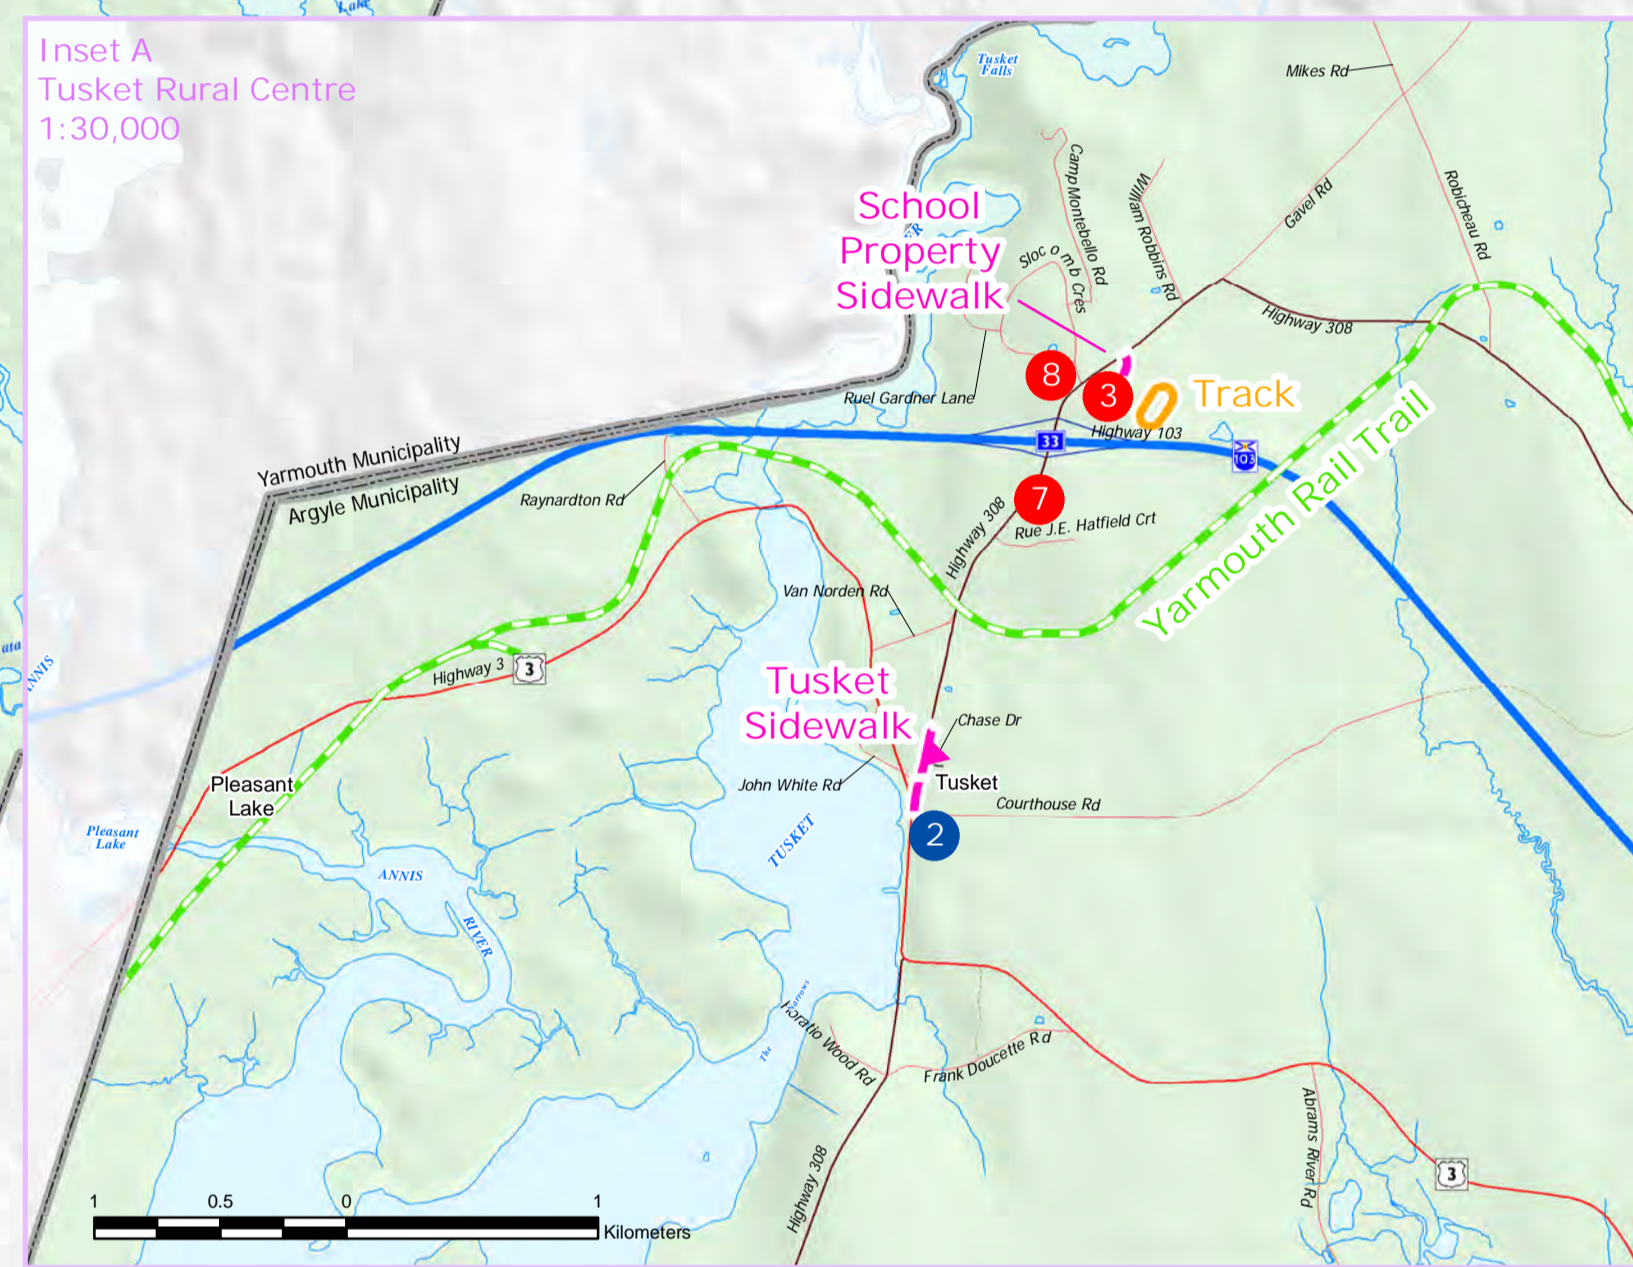 Lake
Inset A
Tusket Rural Centre
1:30,000
Tusket
Falls
Mikes Rd
Camp Montebello Rd
William Robbins Rd
Gavel Rd
Robicheau Rd
School
Property
Sidewalk
ER
Slocomb Cres
Highway 308
8
3
Track
Ruel Gardner Lane
Highway 103
33
103
Yarmouth Municipality
Argyle Municipality
Raynardton Rd
7
Highway 308
Rue J.E. Hatfield Crt
Yarmouth Rail Trail
Van Norden Rd
ANNIS
Highway 3
3
Tusket
Sidewalk
Chase Dr
John White Rd
Tusket
Courthouse Rd
Pleasant
Lake
Pleasant
Lake
TUSKET
2
ANNIS
RIVER
The Narrows
Horatio Wood Rd
Frank Doucette Rd
Abrams River Rd
3
Highway 308
1 0.5 0 1
Kilometers